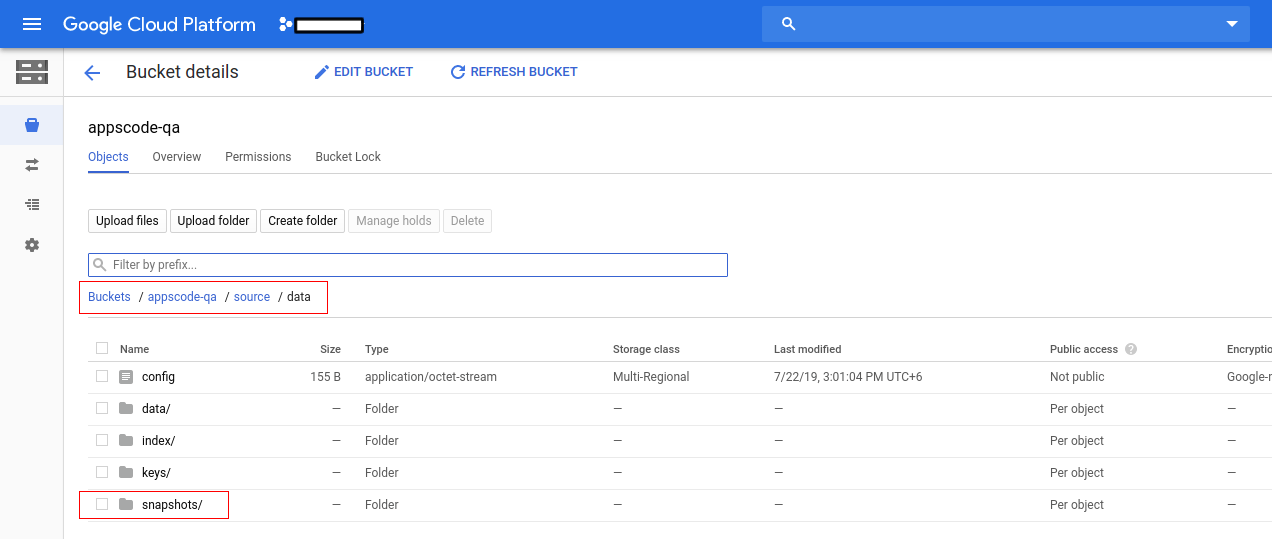 Google Cloud Platform
Bucket details EDIT BUCKET REFRESH BUCKET
appscode-qa
Objects Overview Permissions Bucket Lock
Upload files Upload folder Create folder Manage holds Delete
Filter by prefix...
Buckets / appscode-qa / source / data
Name Size Type Storage class Last modified Public access ? Encryptio
config 155 B application/octet-stream Multi-Regional 7/22/19, 3:01:04 PM UTC+6 Not public Google-r
data/ — Folder — — Per object —
index/ — Folder — — Per object —
keys/ — Folder — — Per object —
snapshots/ — Folder — — Per object —